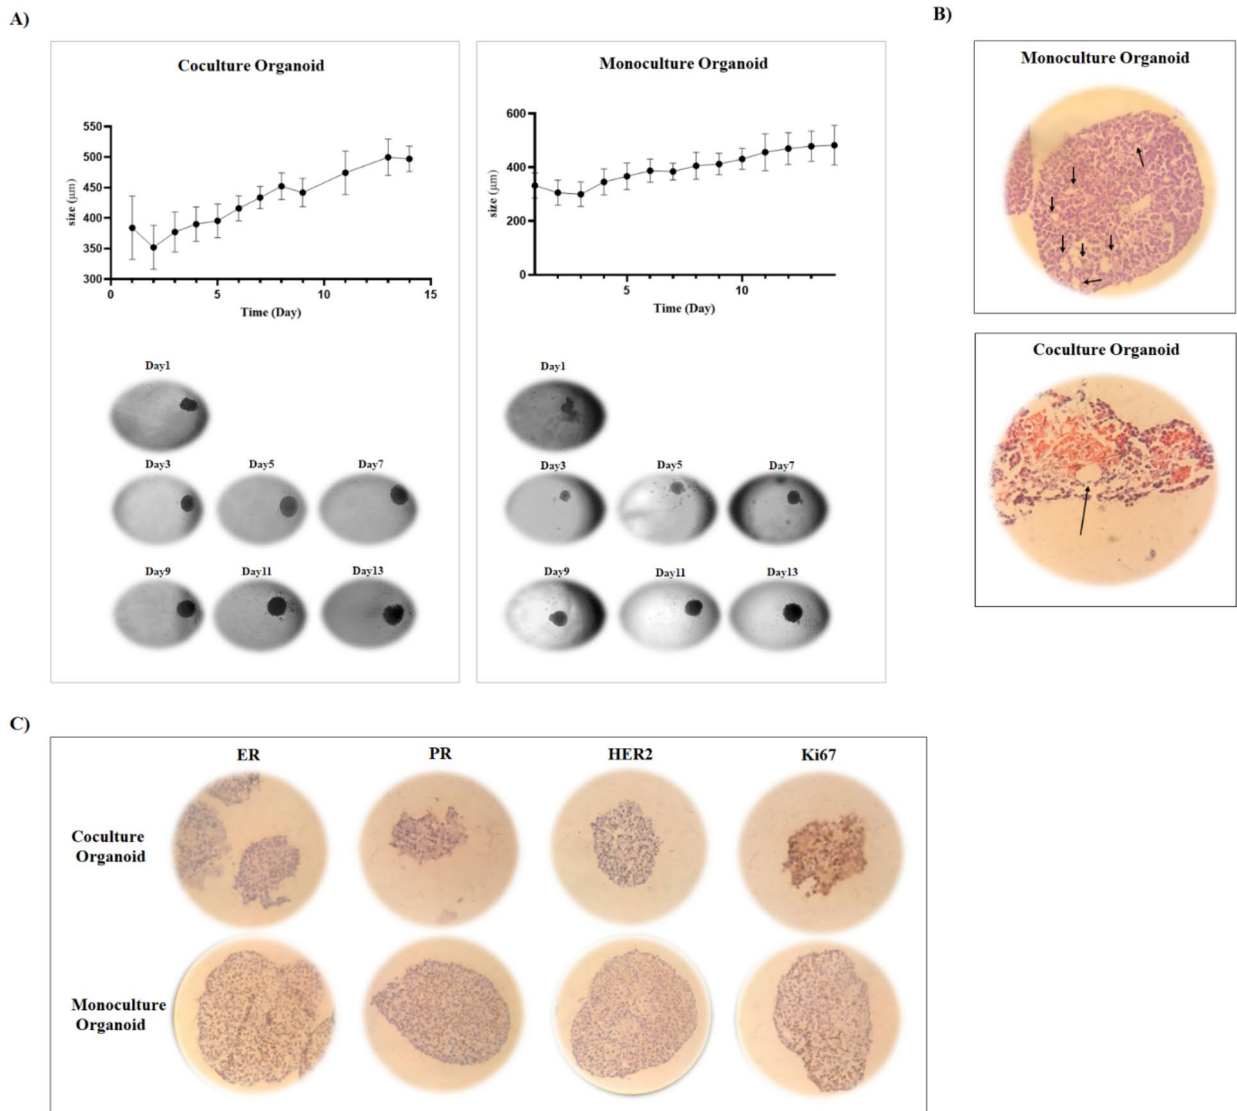 A)
Coculture Organoid
550
500
450
400
350
300
size (μm)
0
5
10
15
Time (Day)
Day1
Day3
Day5
Day7
Day9
Day11
Day13
Monoculture Organoid
600
400
200
0
size (μm)
5
10
Time (Day)
Day1
Day3
Day5
Day7
Day9
Day11
Day13
B)
Monoculture Organoid
Coculture Organoid
C)
ER
PR
HER2
Ki67
Coculture
Organoid
Monoculture
Organoid